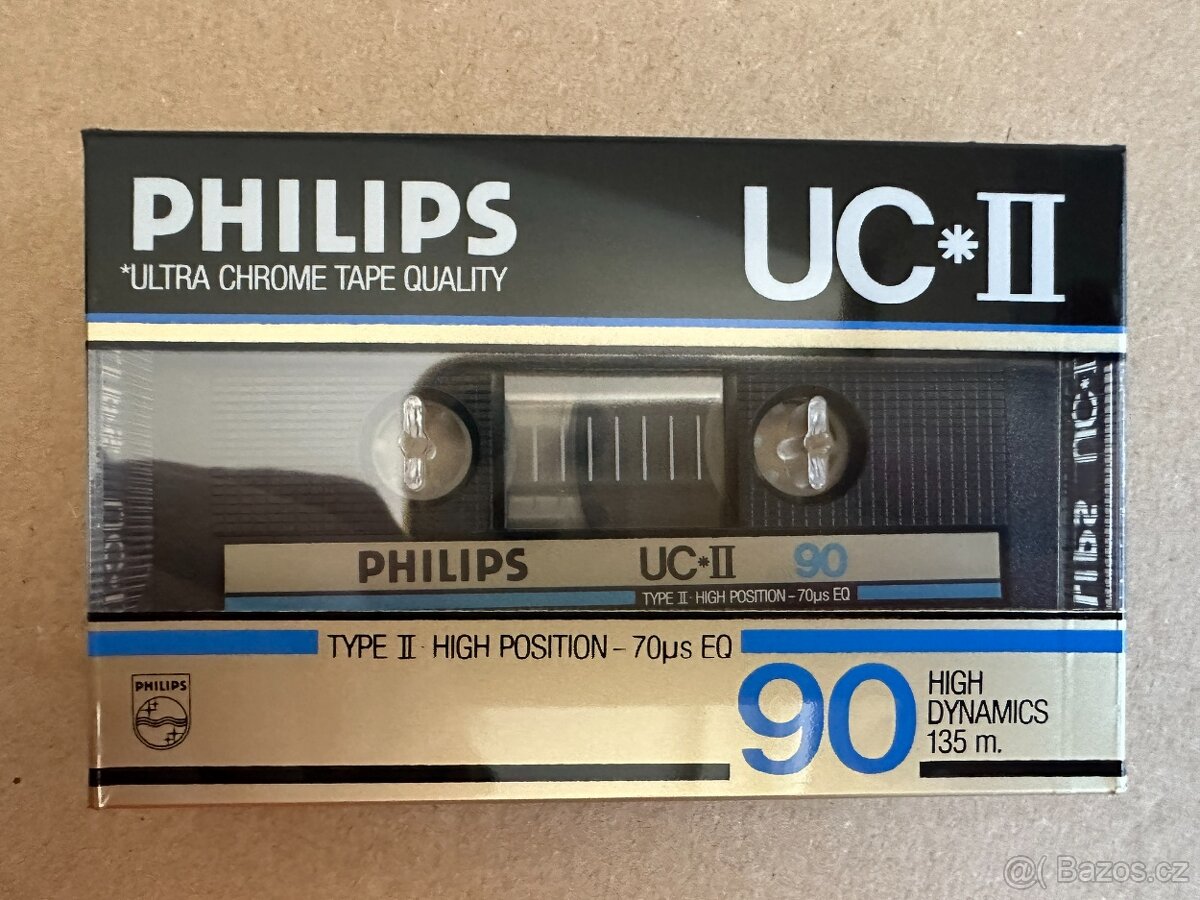 PHILIPS
*ULTRA CHROME TAPE QUALITY
UC*II
PHILIPS UC*II 90
TYPE II · HIGH POSITION - 70µs EQ
TYPE II · HIGH POSITION - 70µs EQ
PHILIPS
90
HIGH
DYNAMICS
135 m.
@( Bazos.cz